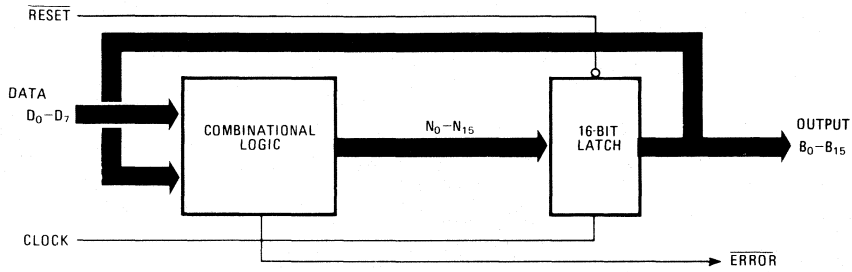 RESET
DATA
D0–D7
COMBINATIONAL
LOGIC
N0–N15
16-BIT
LATCH
OUTPUT
B0–B15
CLOCK
ERROR